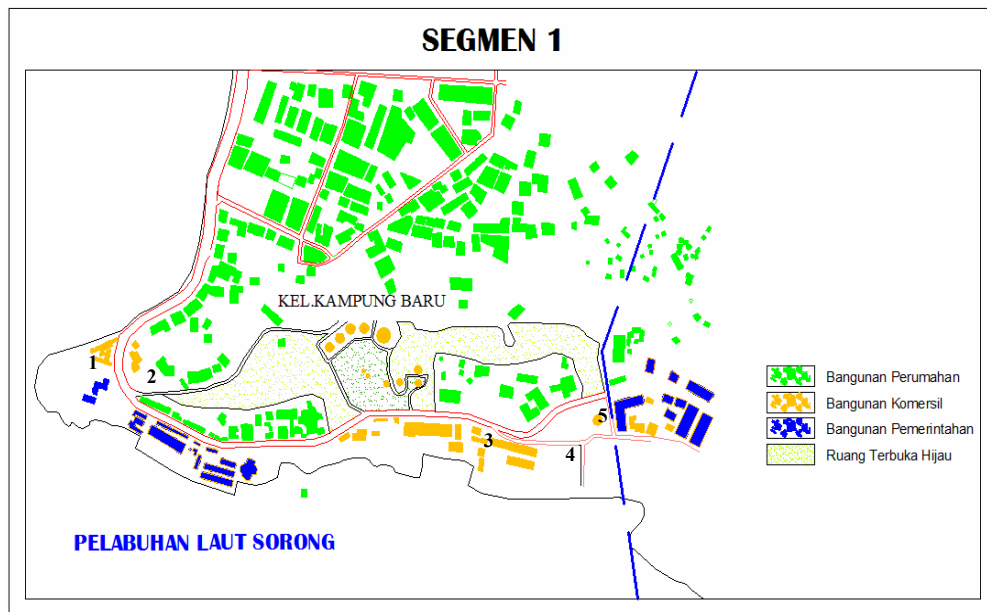 SEGMEN 1
KEL.KAMPUNG BARU
1
2
3
4
5
Bangunan Perumahan
Bangunan Komersil
Bangunan Pemerintahan
Ruang Terbuka Hijau
PELABUHAN LAUT SORONG